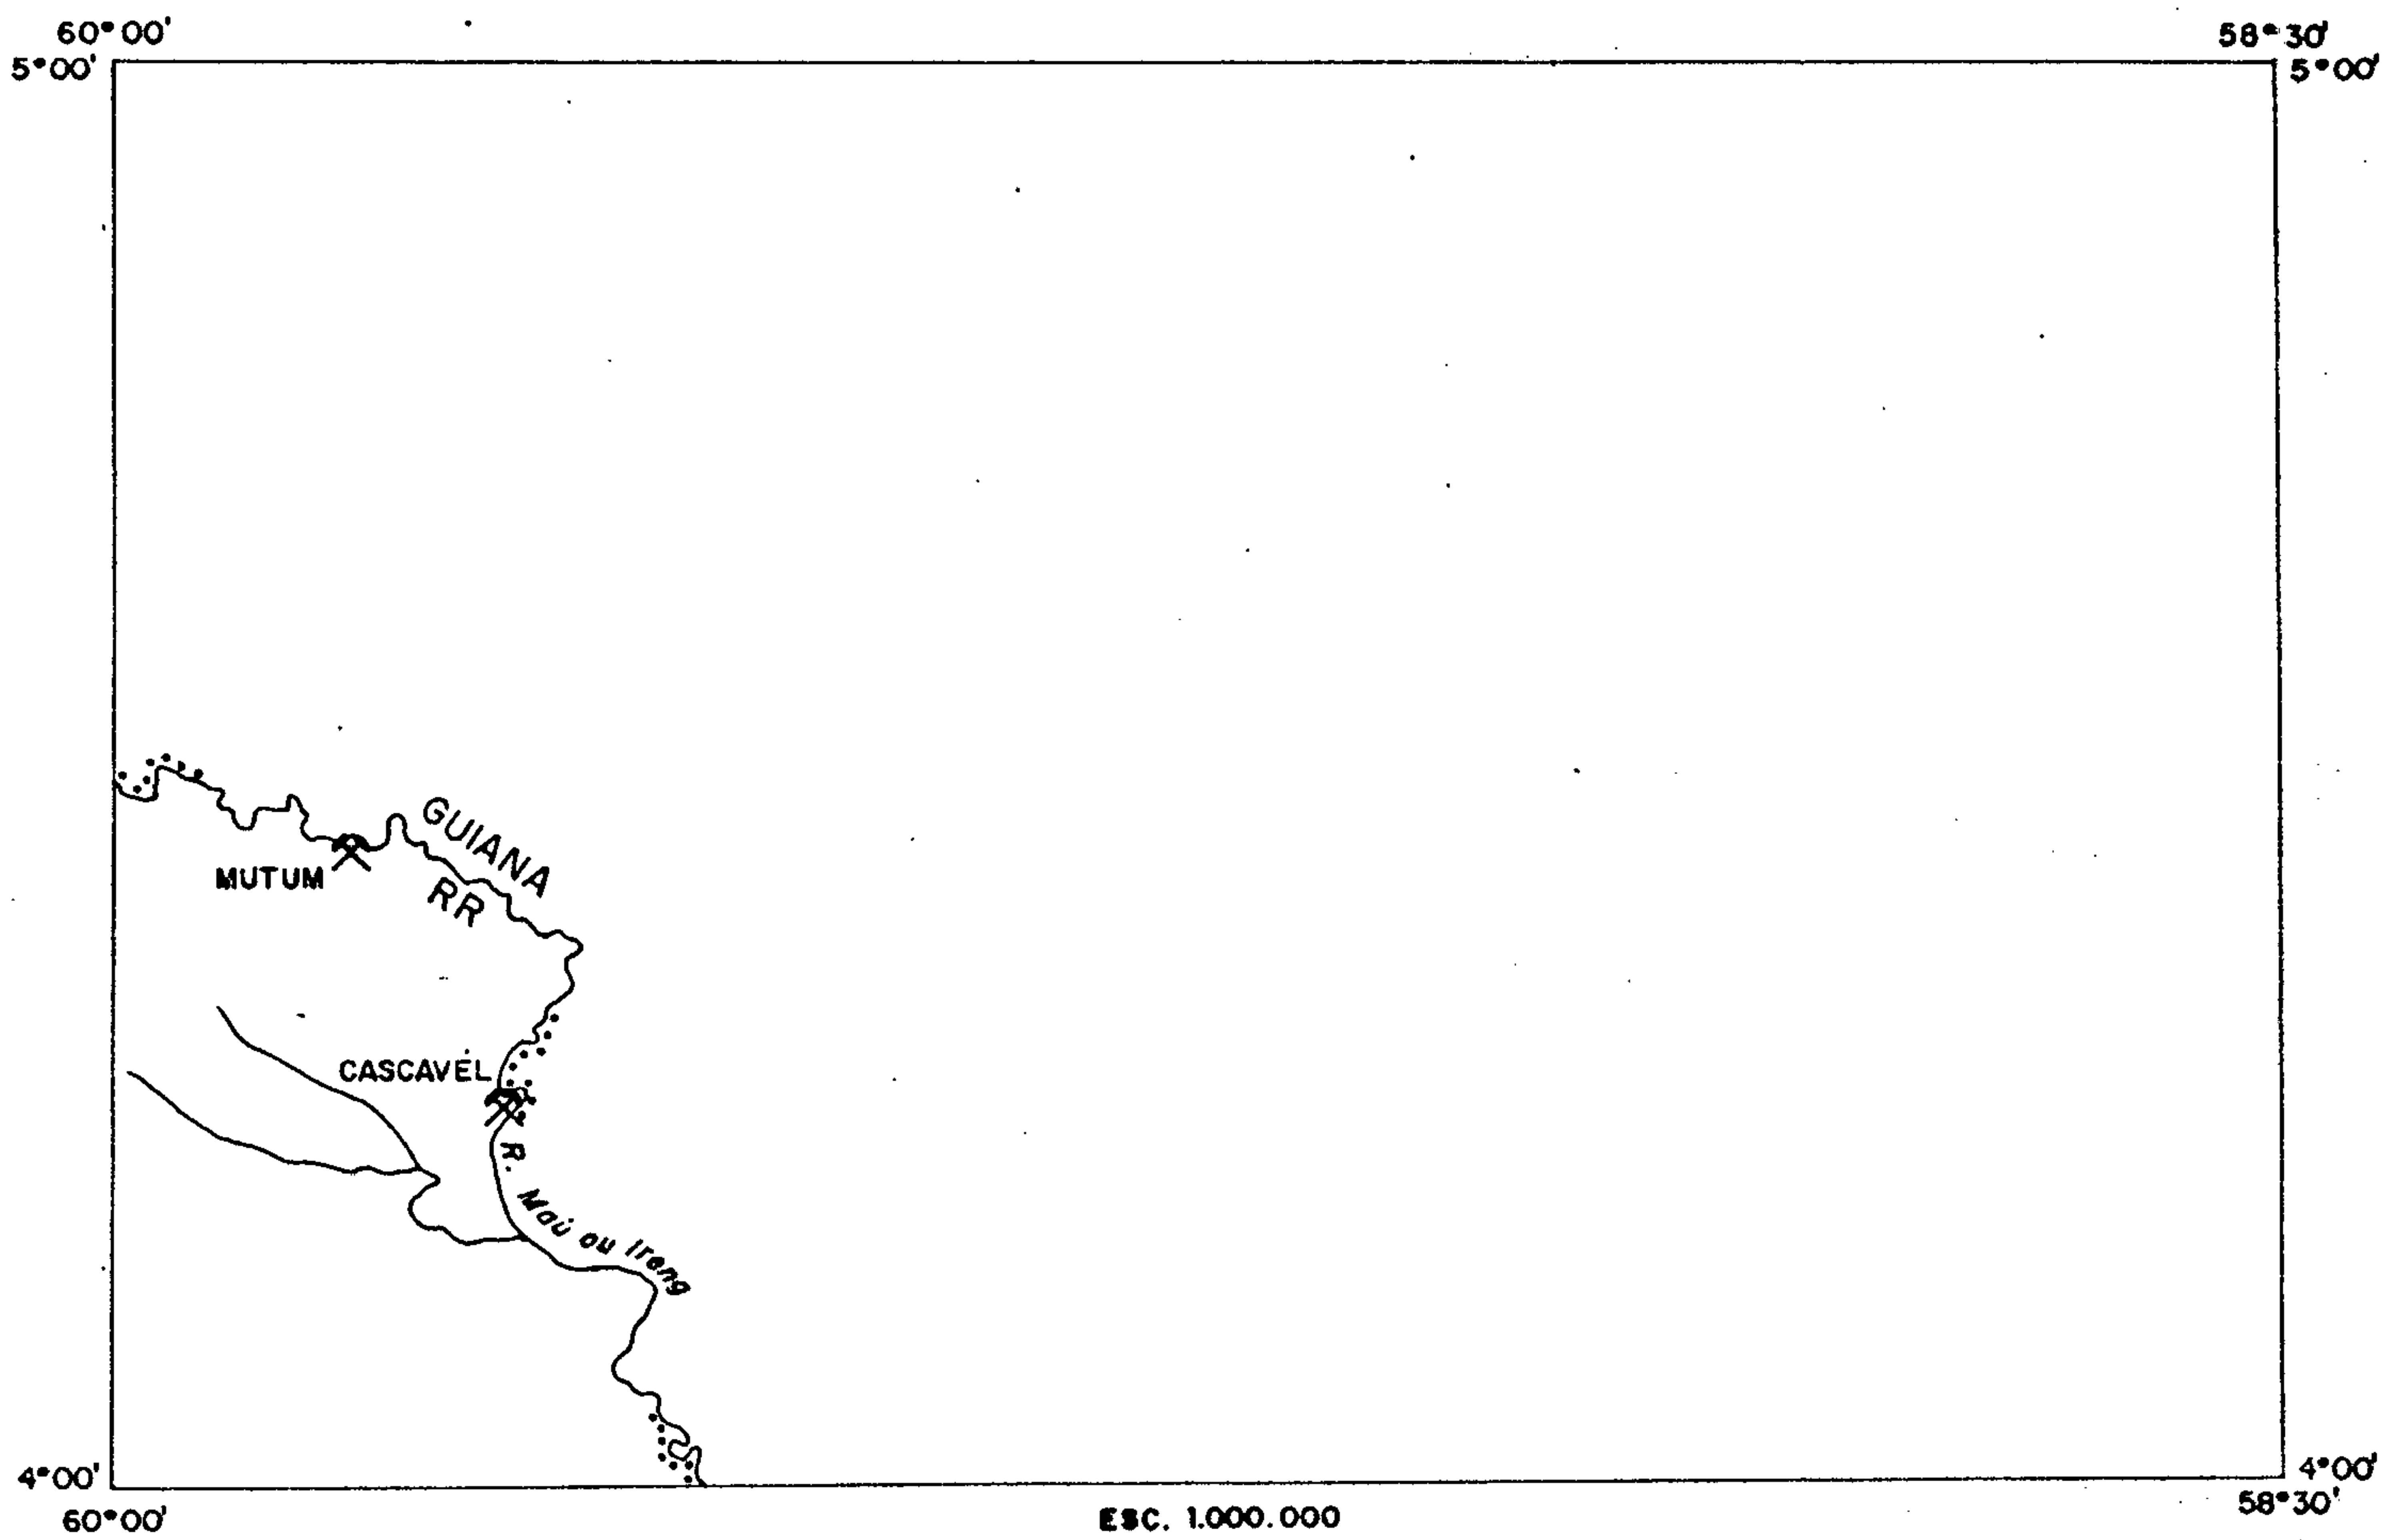 60°00'
58°30'
5°00'
5°00'
GUIANA
MUTUM
RR
CASCAVÉL
R. Maú ou Ireng
4°00'
4°00'
60°00'
ESC. 1.000.000
58°30'